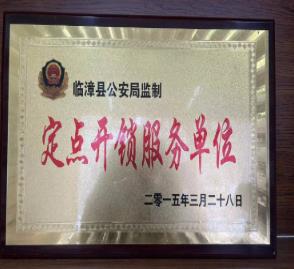 临漳县公安局监制
定点开锁服务单位
二零一五年三月二十八日